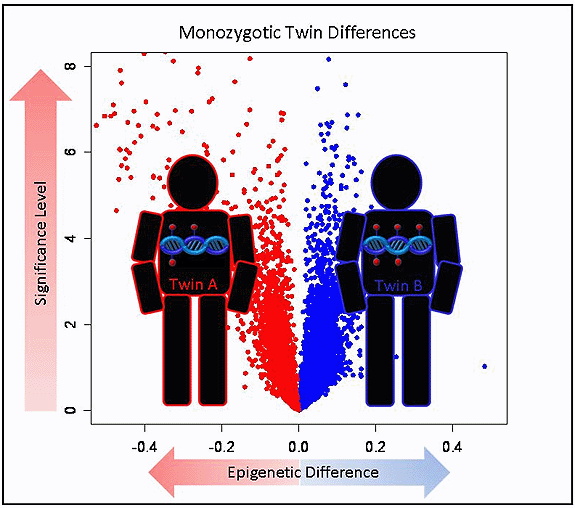 Monozygotic Twin Differences
8
6
4
2
0
Significance Level
Twin A
Twin B
-0.4 -0.2 0.0 0.2 0.4
Epigenetic Difference